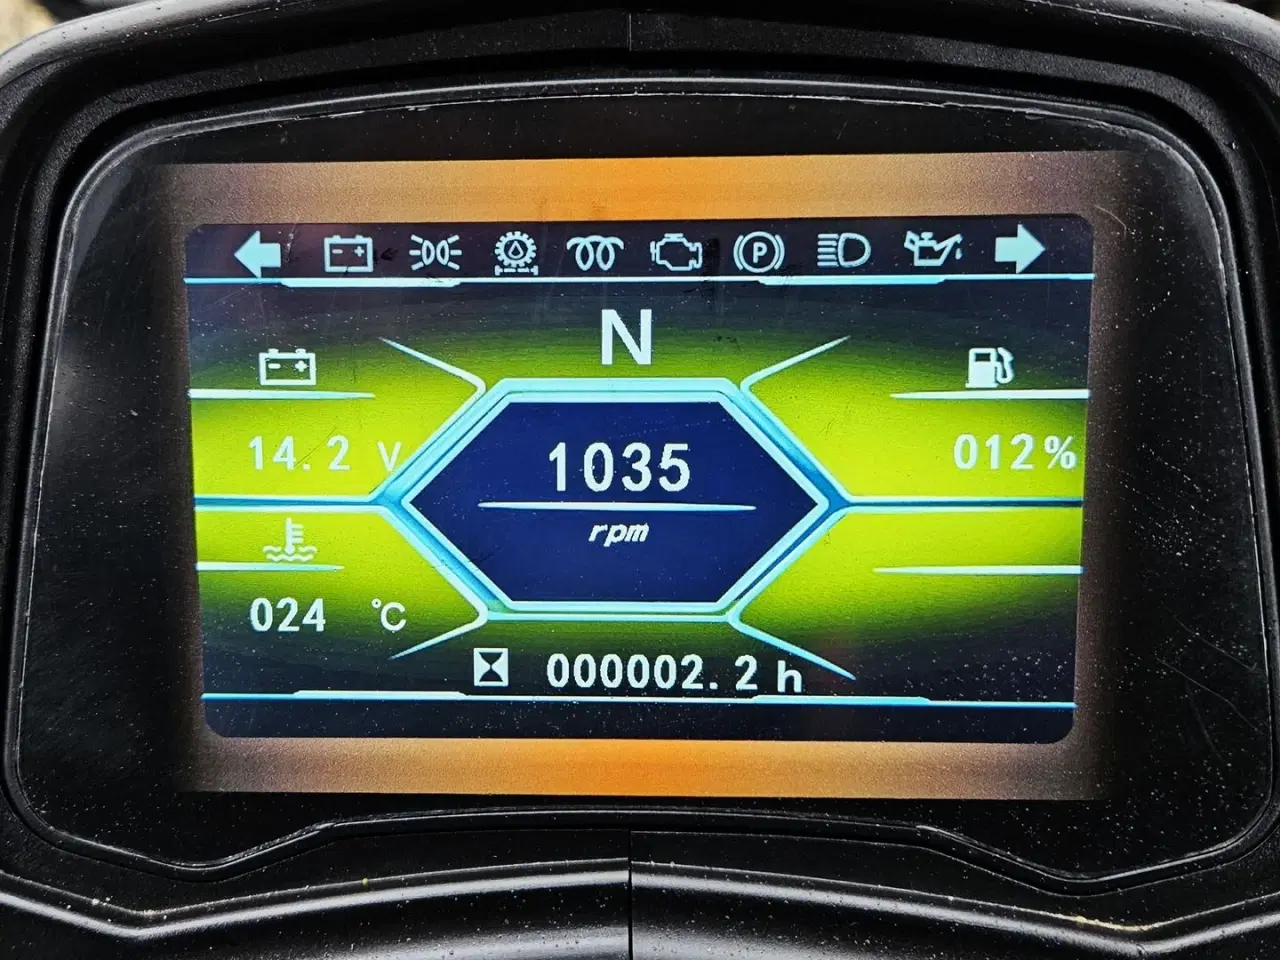 P
N
14.2 V
1035
rpm
012%
024 ℃
000002.2 h